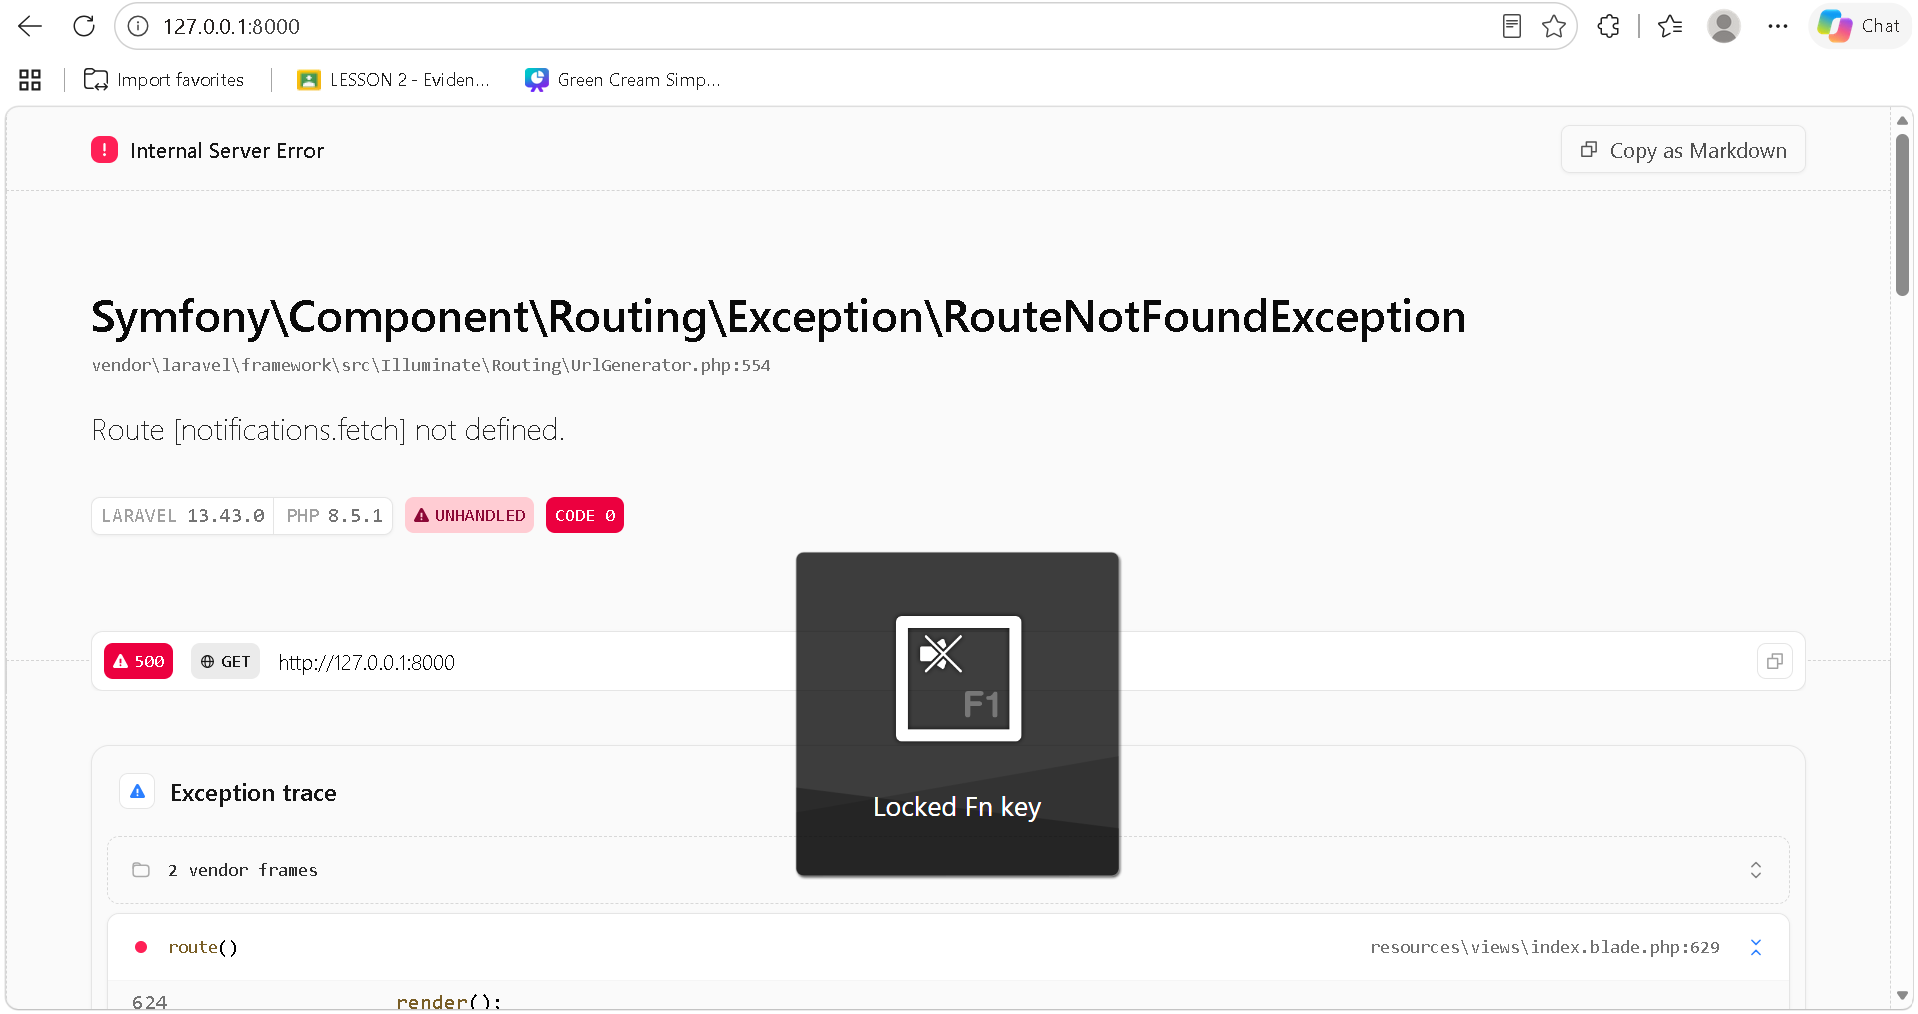 127.0.0.1:8000
Chat
Import favorites
LESSON 2 - Eviden...
Green Cream Simp...
Internal Server Error
Copy as Markdown
Symfony\Component\Routing\Exception\RouteNotFoundException
vendor\laravel\framework\src\Illuminate\Routing\UrlGenerator.php:554
Route [notifications.fetch] not defined.
LARAVEL 13.43.0
PHP 8.5.1
UNHANDLED
CODE 0
500
GET
http://127.0.0.1:8000
F1
Locked Fn key
Exception trace
2 vendor frames
route()
resources\views\index.blade.php:629
624
render();